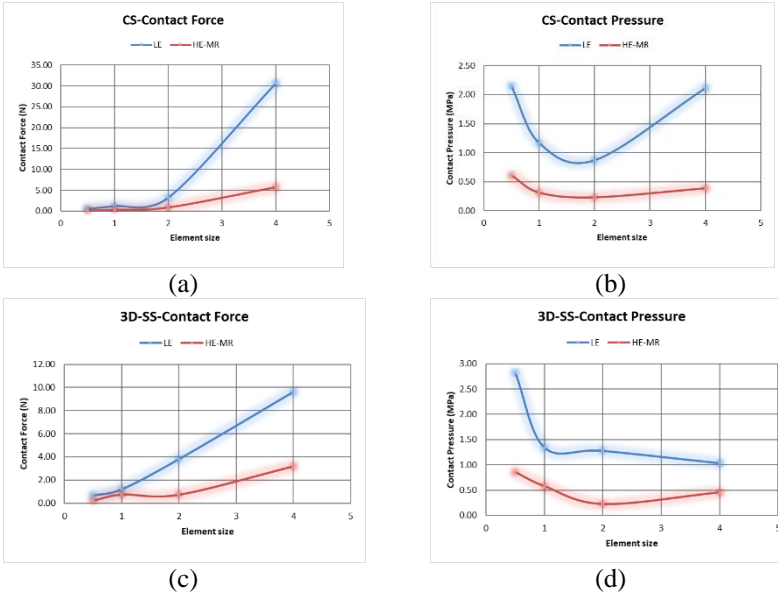 CS-Contact Force
LE HE-MR
35.00
30.00
25.00
20.00
15.00
10.00
5.00
0.00
Contact Force (N)
0 1 2 3 4 5
Element size
(a)
CS-Contact Pressure
LE HE-MR
2.50
2.00
1.50
1.00
0.50
0.00
Contact Pressure (MPa)
0 1 2 3 4 5
Element size
(b)
3D-SS-Contact Force
LE HE-MR
12.00
10.00
8.00
6.00
4.00
2.00
0.00
Contact Force (N)
0 1 2 3 4 5
Element size
(c)
3D-SS-Contact Pressure
LE HE-MR
3.00
2.50
2.00
1.50
1.00
0.50
0.00
Contact Pressure (MPa)
0 1 2 3 4 5
Element size
(d)